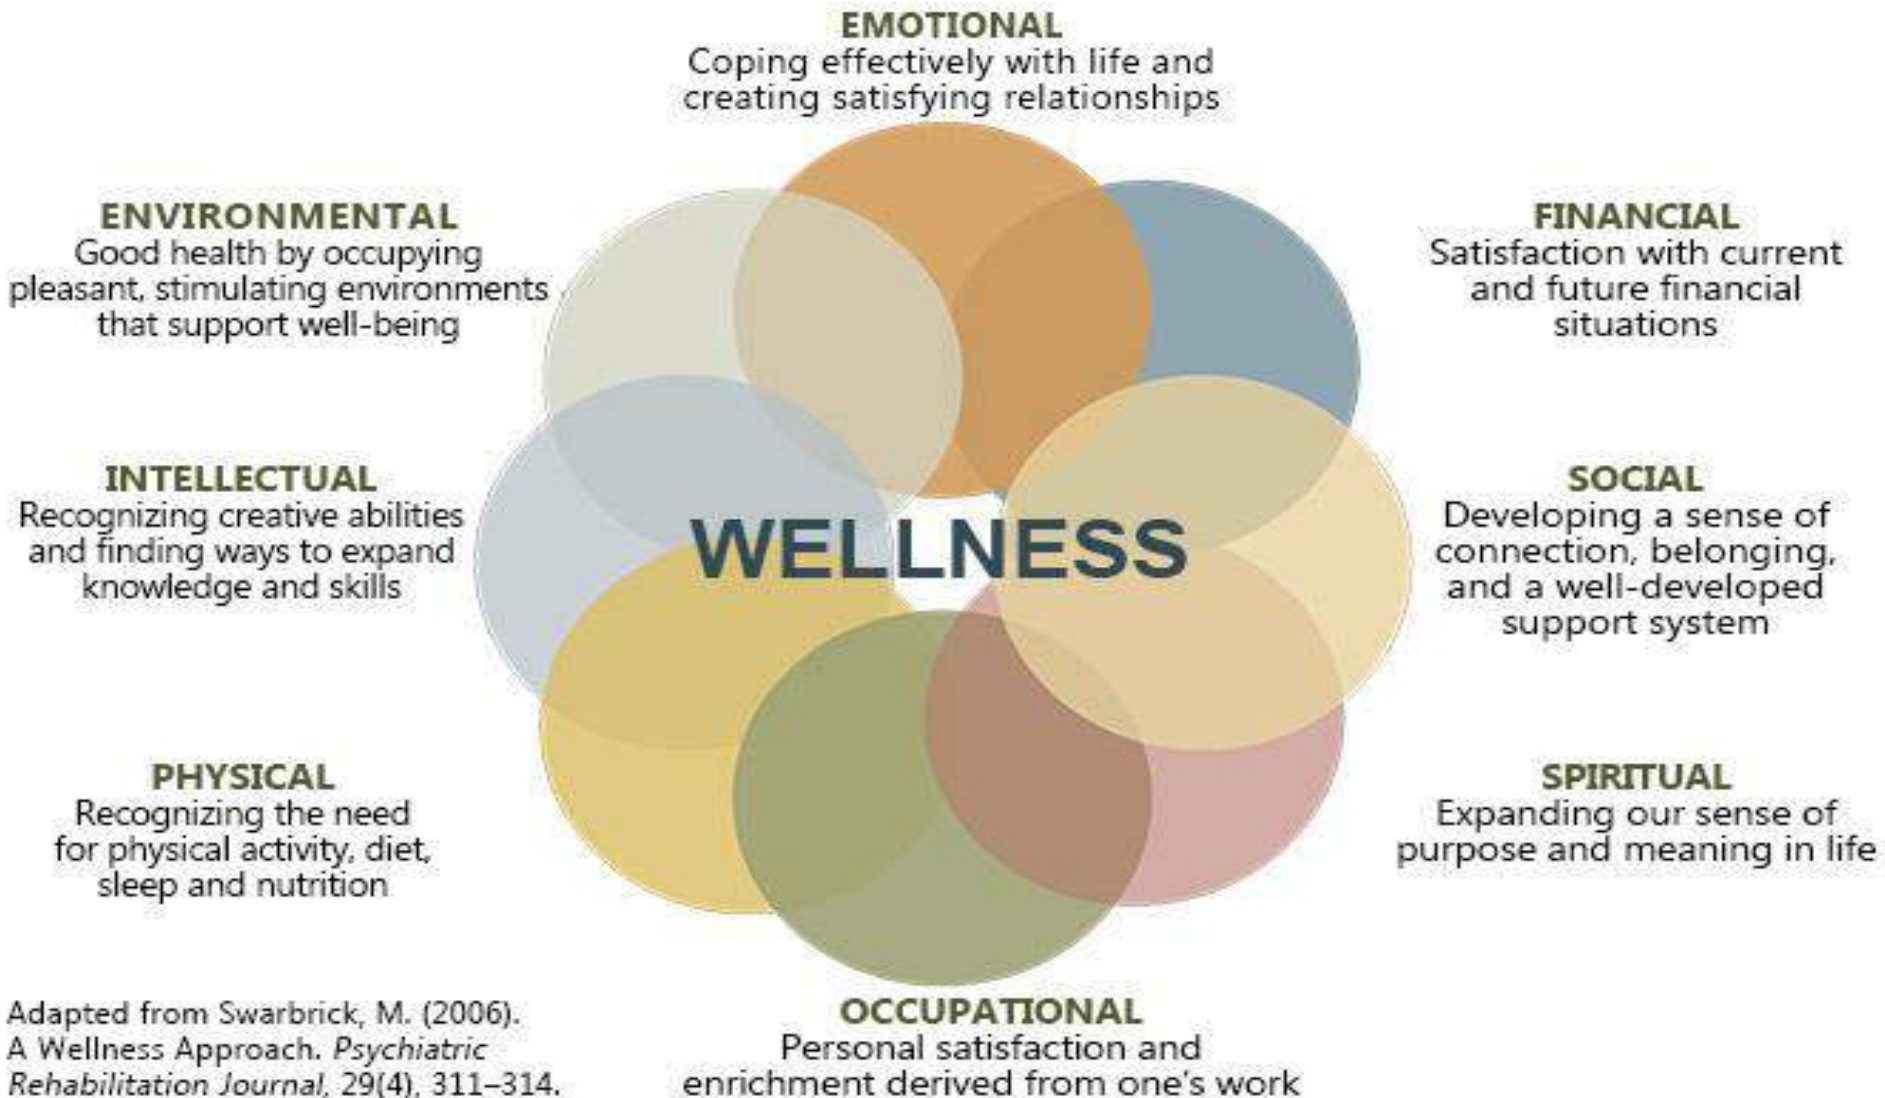 EMOTIONAL
Coping effectively with life and
creating satisfying relationships
ENVIRONMENTAL
Good health by occupying
pleasant, stimulating environments
that support well-being
FINANCIAL
Satisfaction with current
and future financial
situations
INTELLECTUAL
Recognizing creative abilities
and finding ways to expand
knowledge and skills
WELLNESS
SOCIAL
Developing a sense of
connection, belonging,
and a well-developed
support system
PHYSICAL
Recognizing the need
for physical activity, diet,
sleep and nutrition
SPIRITUAL
Expanding our sense of
purpose and meaning in life
OCCUPATIONAL
Personal satisfaction and
enrichment derived from one's work
Adapted from Swarbrick, M. (2006).
A Wellness Approach. Psychiatric
Rehabilitation Journal, 29(4), 311–314.